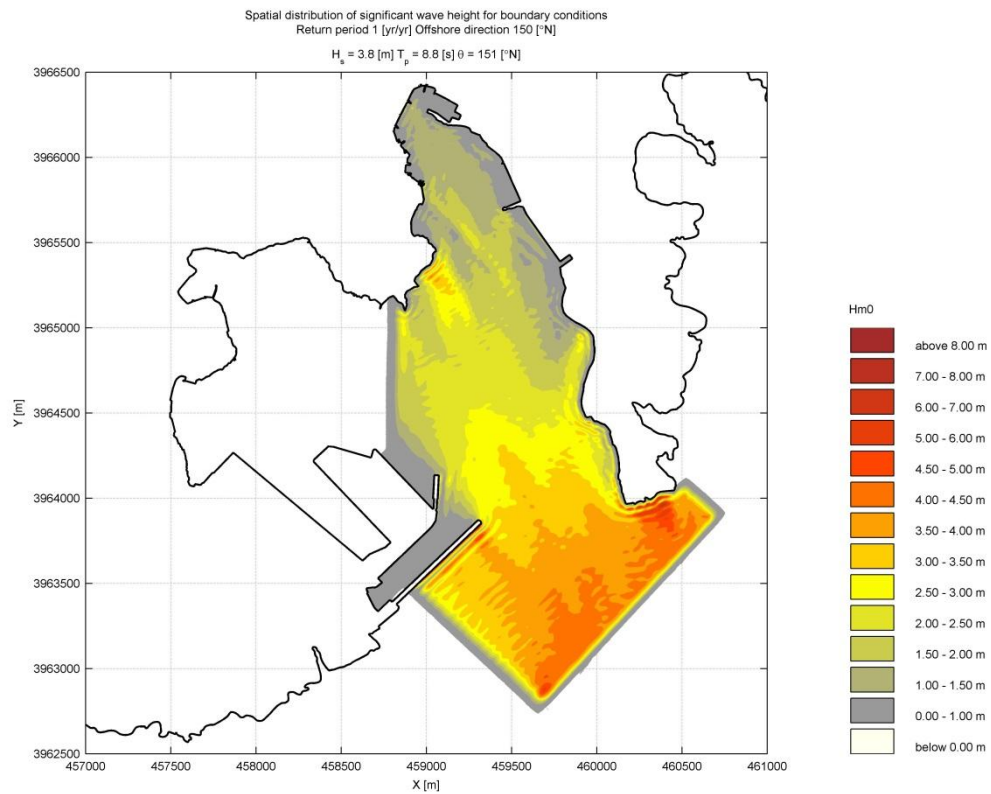 Spatial distribution of significant wave height for boundary conditions
Return period 1 [yr/yr] Offshore direction 150 [°N]
H_s = 3.8 [m] T_p = 8.8 [s] θ = 151 [°N]
3966500
3966000
3965500
3965000
3964500
3964000
3963500
3963000
3962500
Y [m]
457000 457500 458000 458500 459000 459500 460000 460500 461000
X [m]
Hm0
above 8.00 m
7.00 - 8.00 m
6.00 - 7.00 m
5.00 - 6.00 m
4.50 - 5.00 m
4.00 - 4.50 m
3.50 - 4.00 m
3.00 - 3.50 m
2.50 - 3.00 m
2.00 - 2.50 m
1.50 - 2.00 m
1.00 - 1.50 m
0.00 - 1.00 m
below 0.00 m